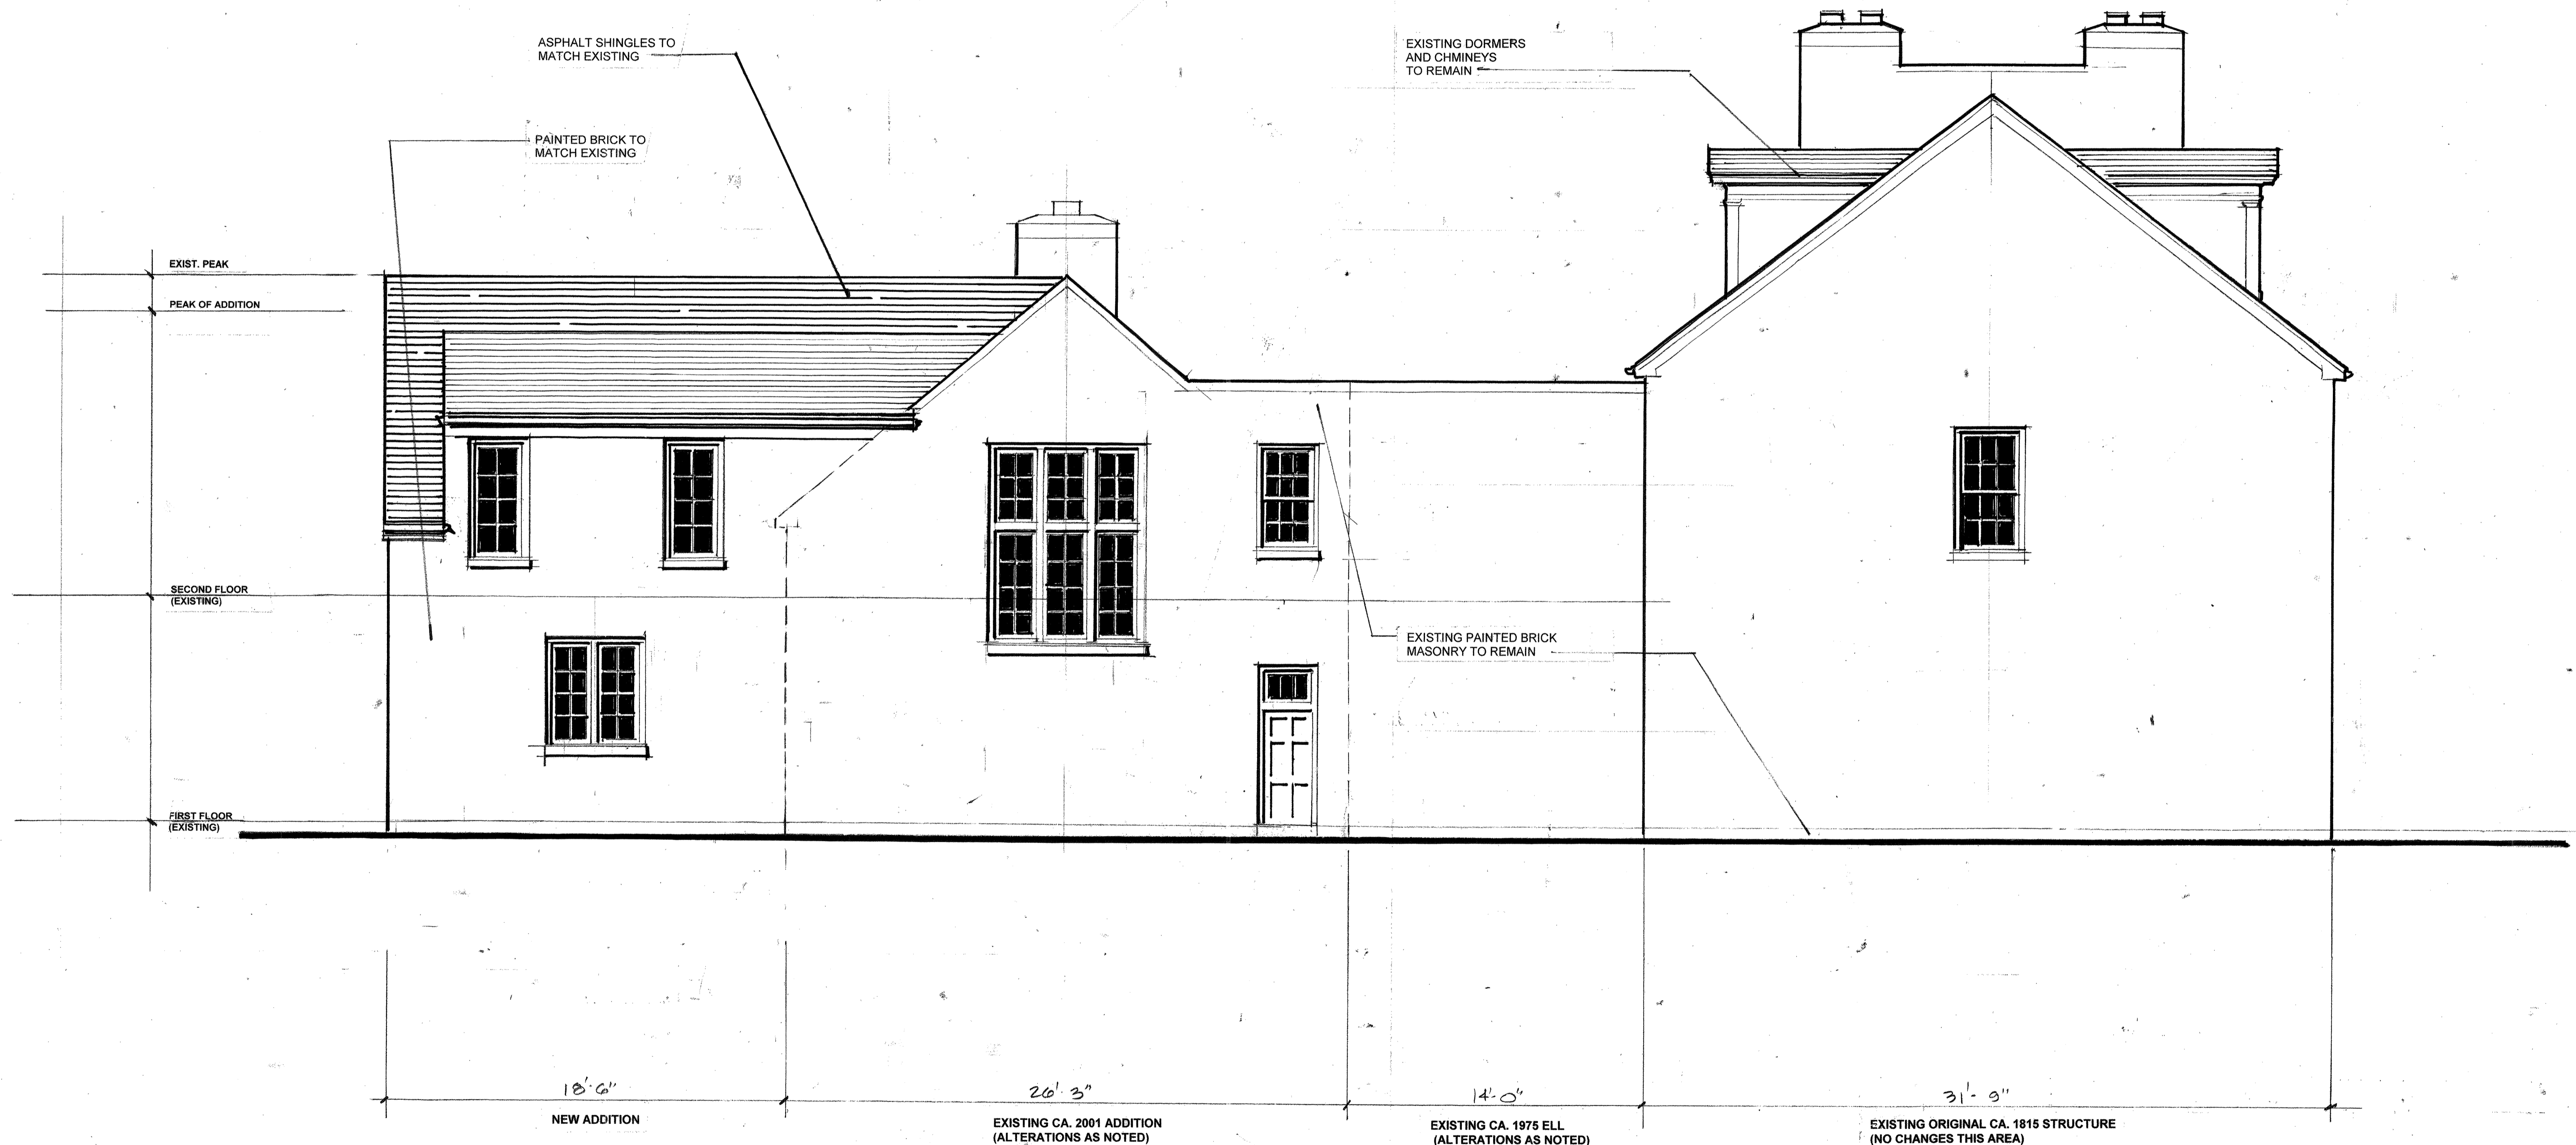 ASPHALT SHINGLES TO
MATCH EXISTING
EXISTING DORMERS
AND CHMINEYS
TO REMAIN
PAINTED BRICK TO
MATCH EXISTING
EXIST. PEAK
PEAK OF ADDITION
SECOND FLOOR
(EXISTING)
EXISTING PAINTED BRICK
MASONRY TO REMAIN
FIRST FLOOR
(EXISTING)
18'-6"
26'-3"
14'-0"
31'-9"
NEW ADDITION
EXISTING CA. 2001 ADDITION
(ALTERATIONS AS NOTED)
EXISTING CA. 1975 ELL
(ALTERATIONS AS NOTED)
EXISTING ORIGINAL CA. 1815 STRUCTURE
(NO CHANGES THIS AREA)